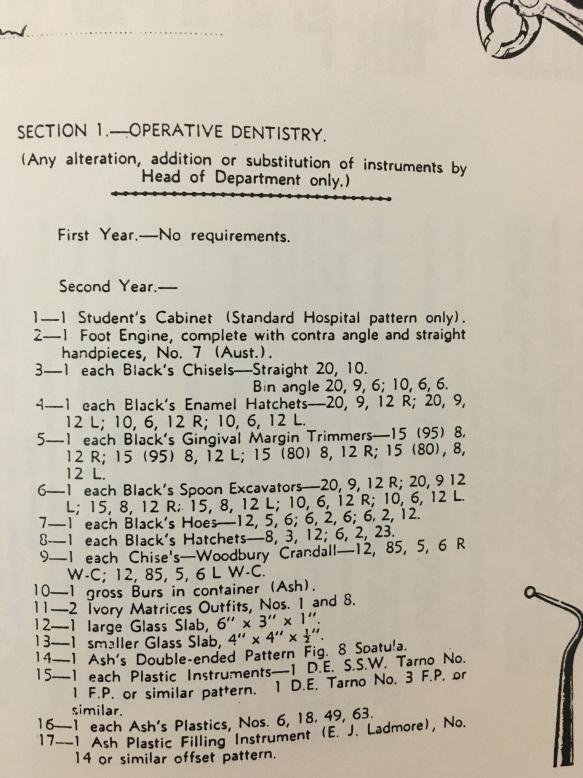 SECTION 1.—OPERATIVE DENTISTRY.
(Any alteration, addition or substitution of instruments by
Head of Department only.)
First Year.—No requirements.
Second Year.—
1—1 Student's Cabinet (Standard Hospital pattern only).
2—1 Foot Engine, complete with contra angle and straight
handpieces, No. 7 (Aust.).
3—1 each Black's Chisels—Straight 20, 10.
Bin angle 20, 9, 6; 10, 6, 6.
4—1 each Black's Enamel Hatchets—20, 9, 12 R; 20, 9,
12 L; 10, 6, 12 R; 10, 6, 12 L.
5—1 each Black's Gingival Margin Trimmers—15 (95) 8,
12 R; 15 (95) 8, 12 L; 15 (80) 8, 12 R; 15 (80), 8,
12 L.
6—1 each Black's Spoon Excavators—20, 9, 12 R; 20, 9 12
L; 15, 8, 12 R; 15, 8, 12 L; 10, 6, 12 R; 10, 6, 12 L.
7—1 each Black's Hoes—12, 5, 6; 6, 2, 6; 6, 2, 12.
8—1 each Black's Hatchets—8, 3, 12; 6, 2, 23.
9—1 each Chise's—Woodbury Crandall—12, 85, 5, 6 R
W-C; 12, 85, 5, 6 L W-C.
10—1 gross Burs in container (Ash).
11—2 Ivory Matrices Outfits, Nos. 1 and 8.
12—1 large Glass Slab, 6" x 3" x 1".
13—1 smaller Glass Slab, 4" x 4" x ½".
14—1 Ash's Double-ended Pattern Fig. 8 Spatula.
15—1 each Plastic Instruments—1 D.E. S.S.W. Tarno No.
1 F.P. or similar pattern. 1 D.E. Tarno No. 3 F.P. or
similar.
16—1 each Ash's Plastics, Nos. 6, 18, 49, 63.
17—1 Ash Plastic Filling Instrument (E. J. Ladmore), No.
14 or similar offset pattern.